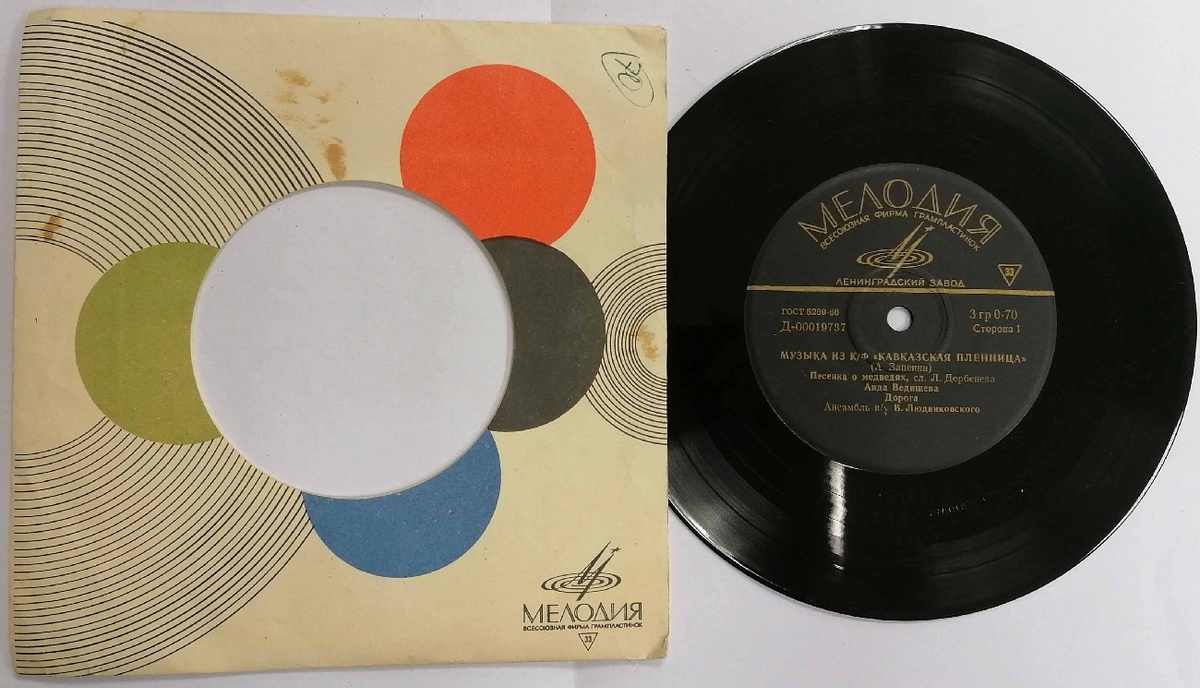 МЕЛОДИЯ
ВСЕСОЮЗНАЯ ФИРМА ГРАМПЛАСТИНОК
33
МЕЛОДИЯ
ВСЕСОЮЗНАЯ ФИРМА ГРАМПЛАСТИНОК
33
ЛЕНИНГРАДСКИЙ ЗАВОД
ГОСТ 5289-66
3 гр 0-70
Д-00019737
Сторона 1
МУЗЫКА ИЗ К/Ф «КАВКАЗСКАЯ ПЛЕННИЦА»
(А. Зацепин)
Песенка о медведях, сл. Л. Дербенева
Аида Ведищева
Дорога
Ансамбль п/у В. Людвиковского